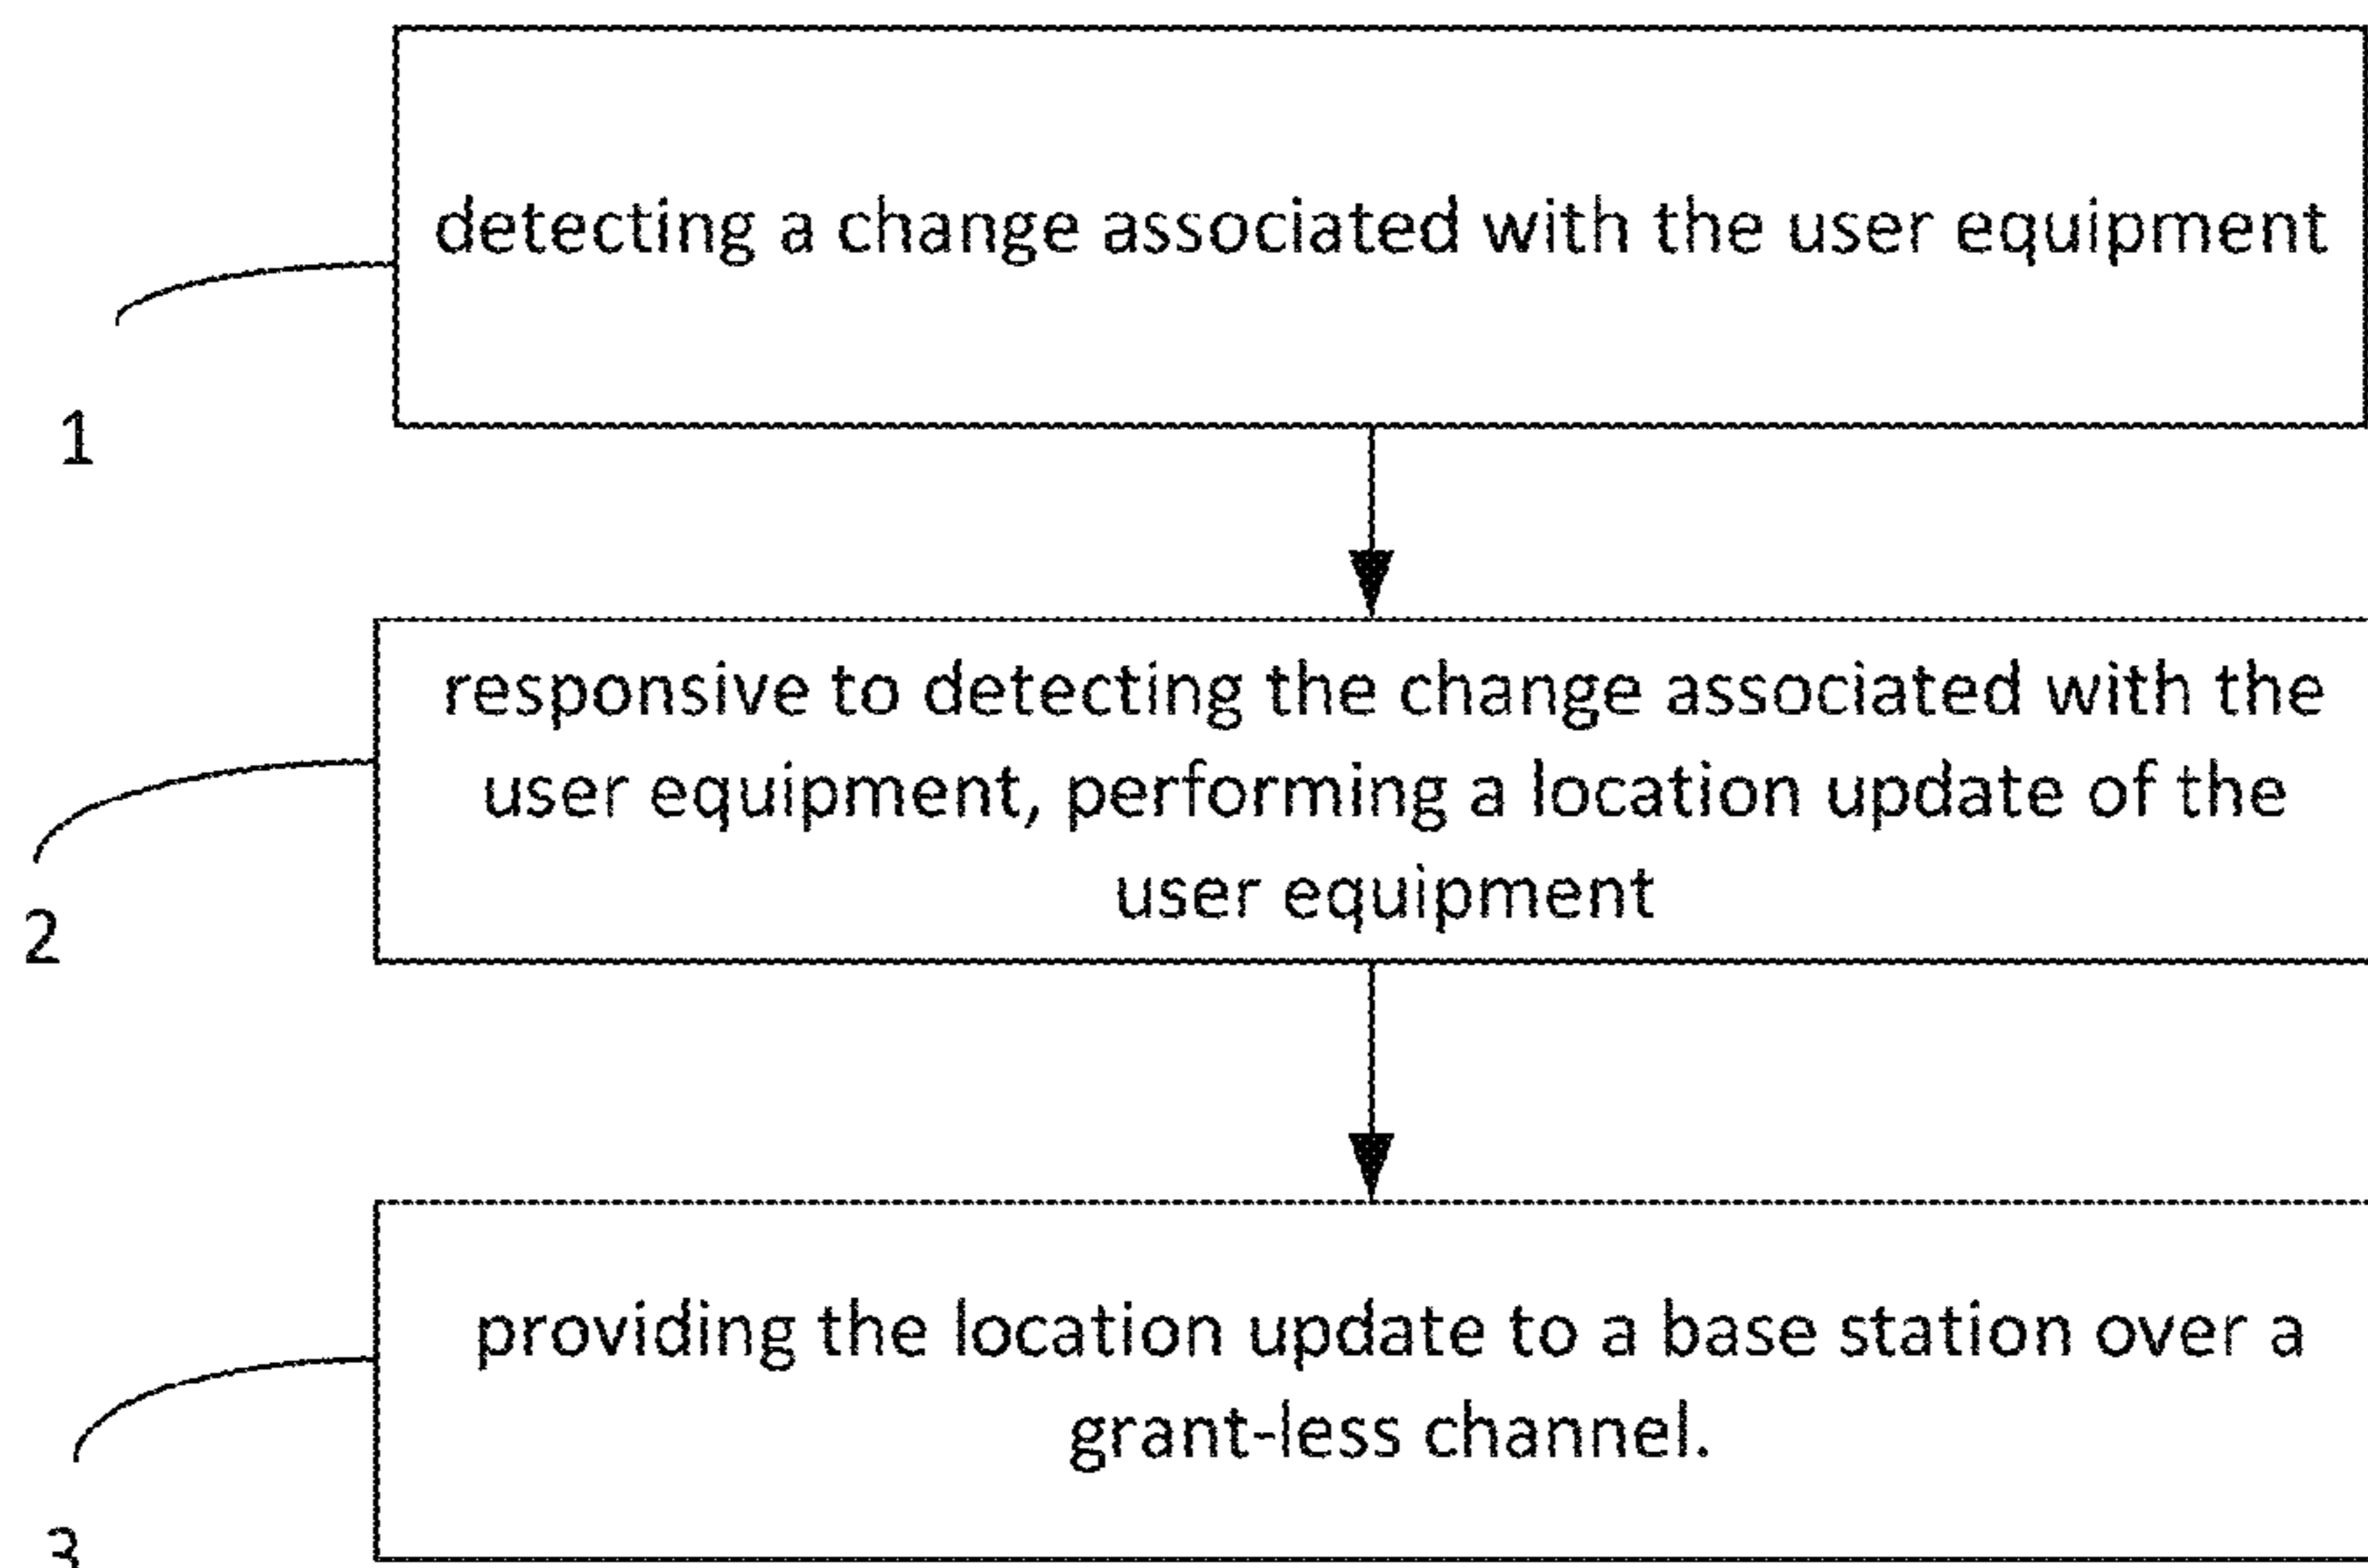 detecting a change associated with the user equipment
1
responsive to detecting the change associated with the
user equipment, performing a location update of the
user equipment
2
providing the location update to a base station over a
grant-less channel.
3